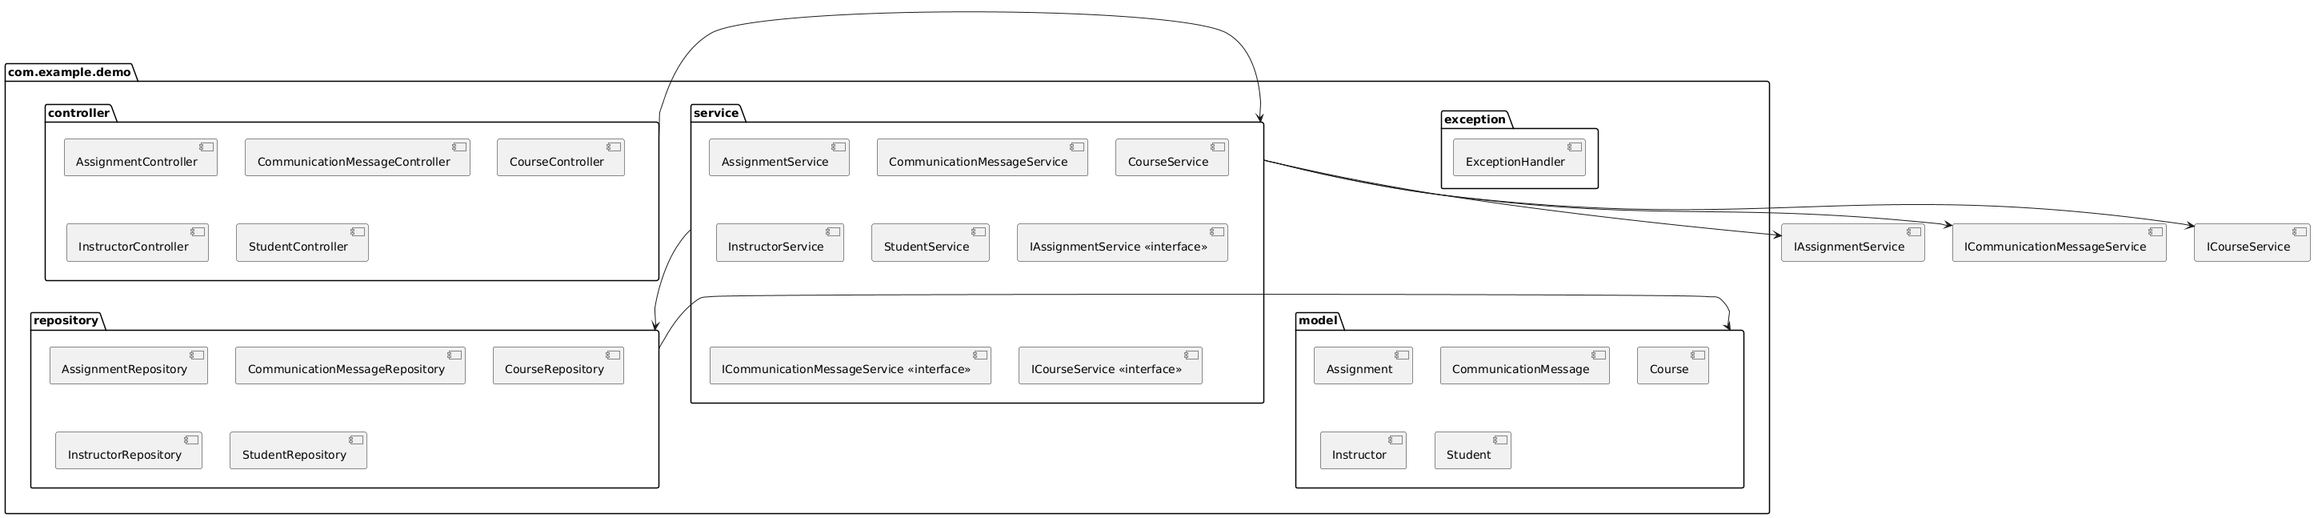 com.example.demo
controller
AssignmentController
CommunicationMessageController
CourseController
InstructorController
StudentController
service
AssignmentService
CommunicationMessageService
CourseService
InstructorService
StudentService
IAssignmentService «interface»
ICommunicationMessageService «interface»
ICourseService «interface»
exception
ExceptionHandler
IAssignmentService
ICommunicationMessageService
ICourseService
repository
AssignmentRepository
CommunicationMessageRepository
CourseRepository
InstructorRepository
StudentRepository
model
Assignment
CommunicationMessage
Course
Instructor
Student